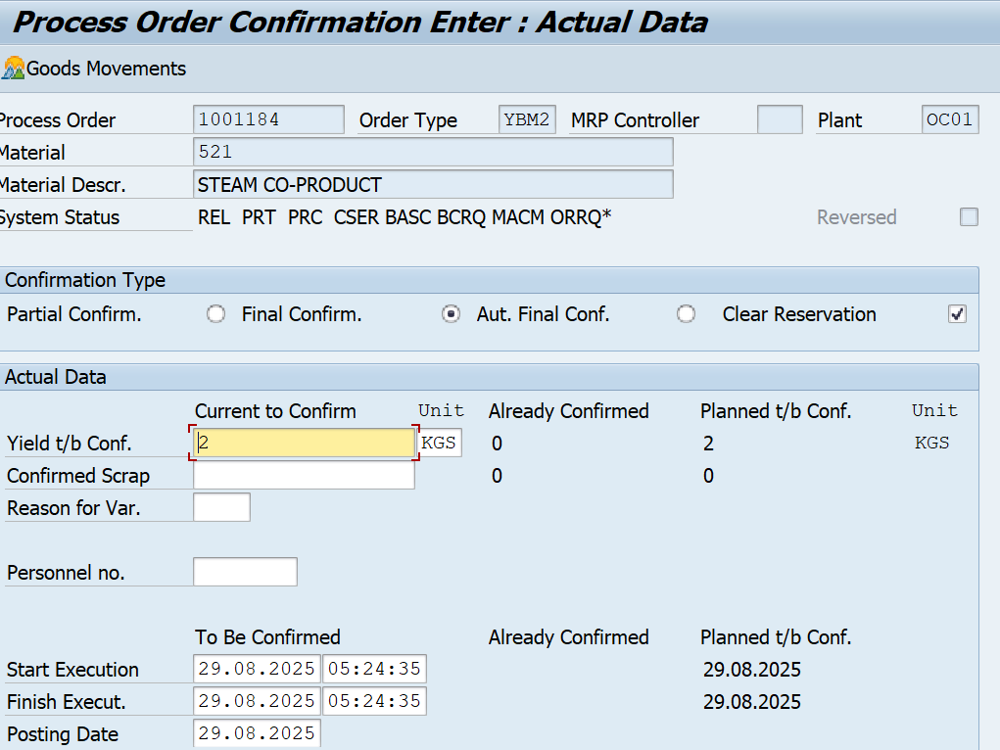 Process Order Confirmation Enter : Actual Data
Goods Movements
Process Order 1001184 Order Type YBM2 MRP Controller Plant OC01
Material 521
Material Descr. STEAM CO-PRODUCT
System Status REL PRT PRC CSER BASC BCRQ MACM ORRQ* Reversed
Confirmation Type
Partial Confirm. Final Confirm. Aut. Final Conf. Clear Reservation
Actual Data
Current to Confirm Unit Already Confirmed Planned t/b Conf. Unit
Yield t/b Conf. 2 KGS 0 2 KGS
Confirmed Scrap 0 0
Reason for Var.
Personnel no.
To Be Confirmed Already Confirmed Planned t/b Conf.
Start Execution 29.08.2025 05:24:35 29.08.2025
Finish Execut. 29.08.2025 05:24:35 29.08.2025
Posting Date 29.08.2025